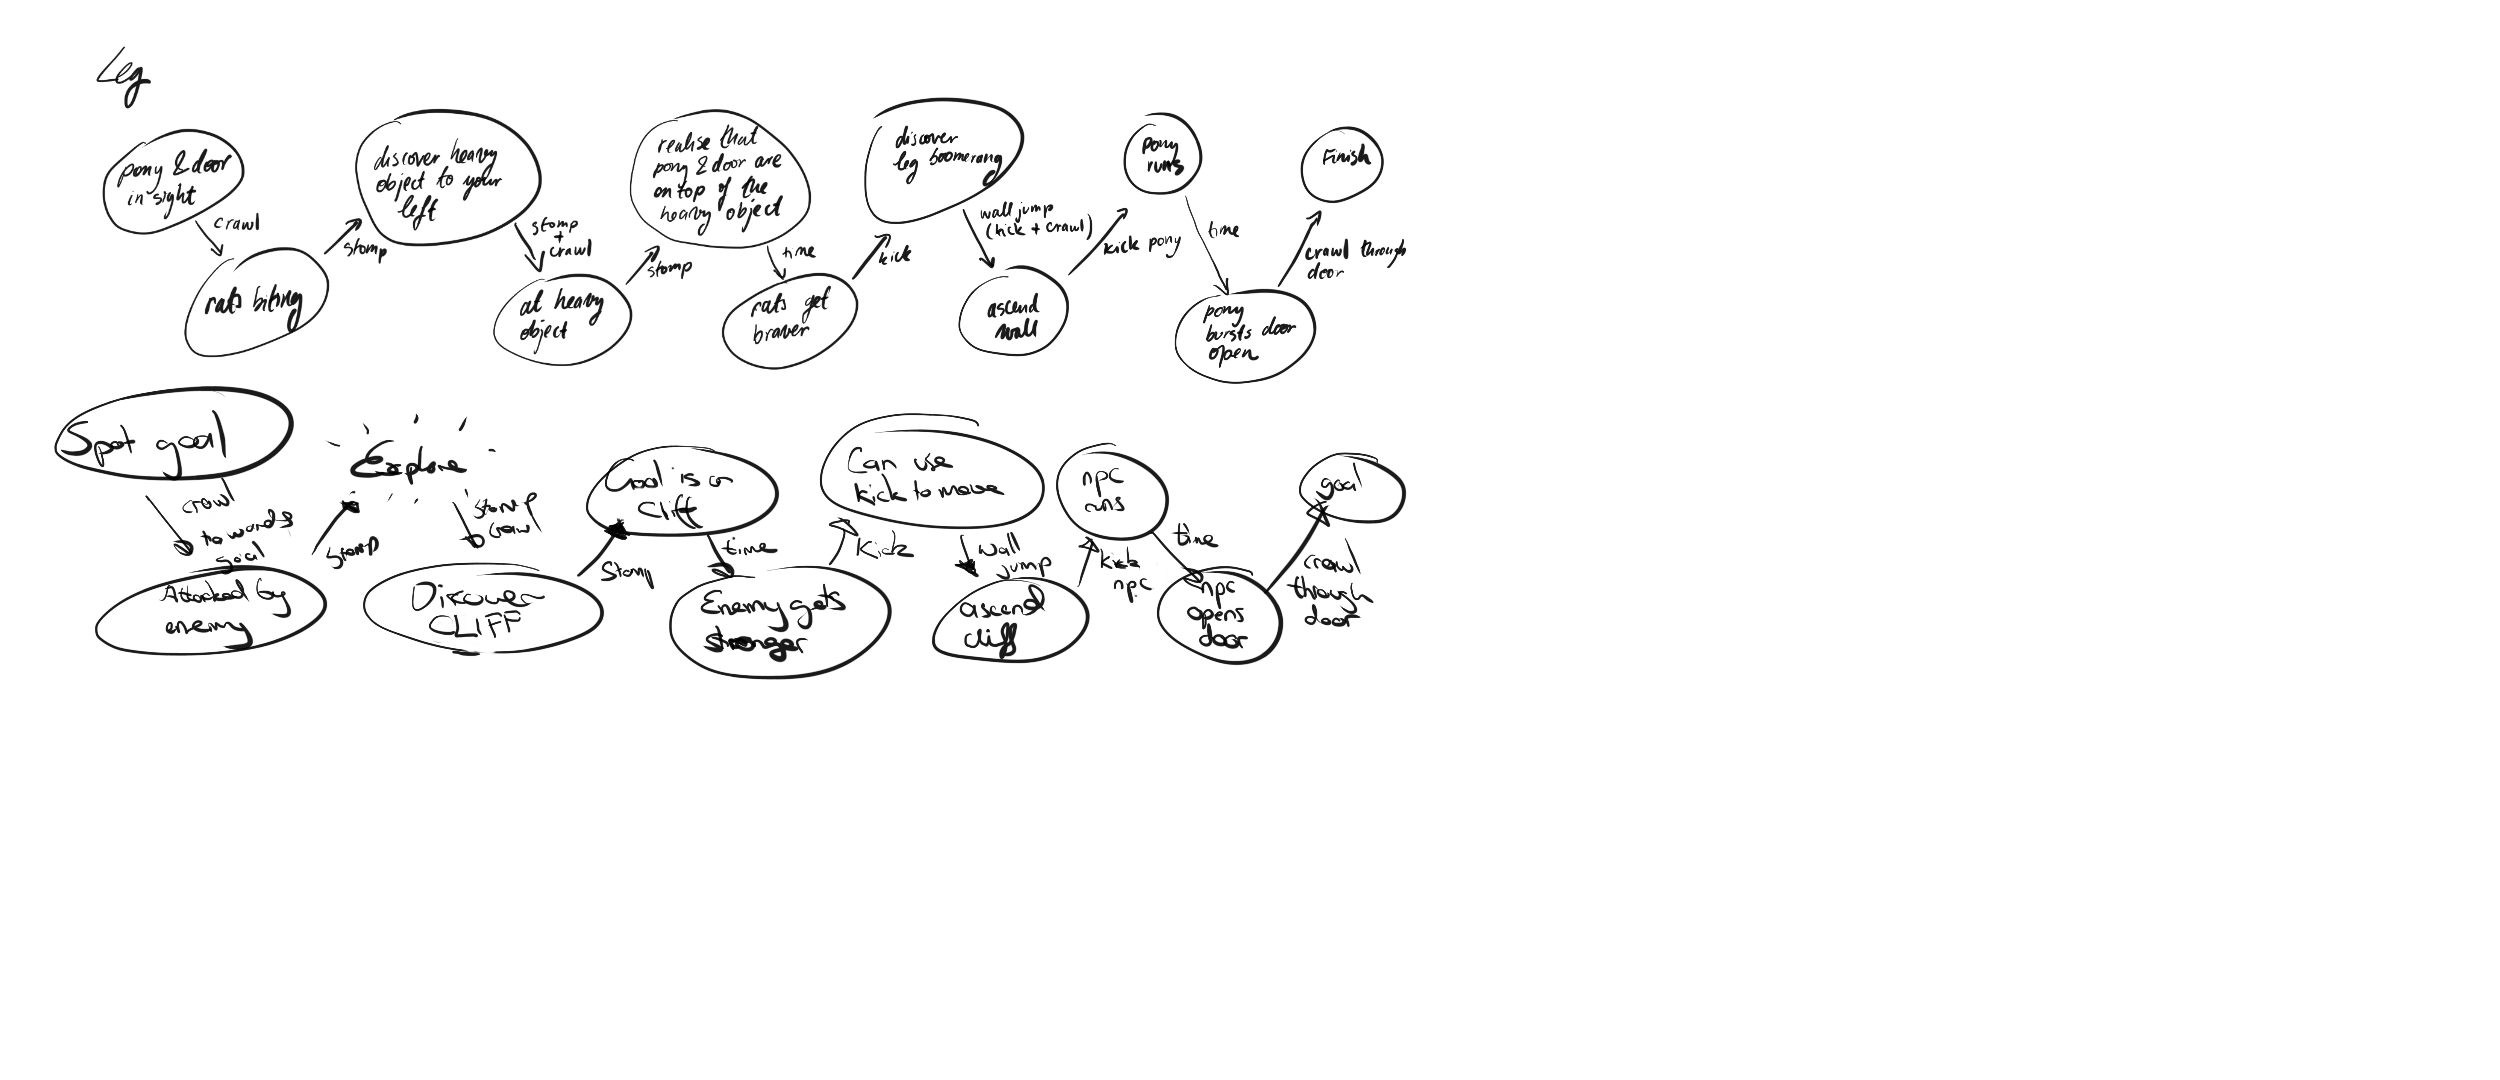 Leg
pony & door
in sight
crawl
rats biting
stomp
discover heavy
object to your
left
stomp
+
crawl
at heavy
object
stomp
realise that
pony & door are
on top of the
heavy object
time
rats get
braver
kick
discover
leg boomerang
wall jump
(kick + crawl)
ascend
wall
kick pony
pony
runs
time
pony
bursts door
open
crawl through
door
Finish
Spot goal
crawl
towards
goal
Attacked by
enemy
stomp
explore
stomp
crawl
Discover
CLIFF
Stomp
Goal is on
cliff
time
Enemy gets
stronger
kick
Can use
kick to move
wall
jump
ascend
cliff
kick
npc
npc
runs
time
npc
opens
door
crawl
through
door
goal